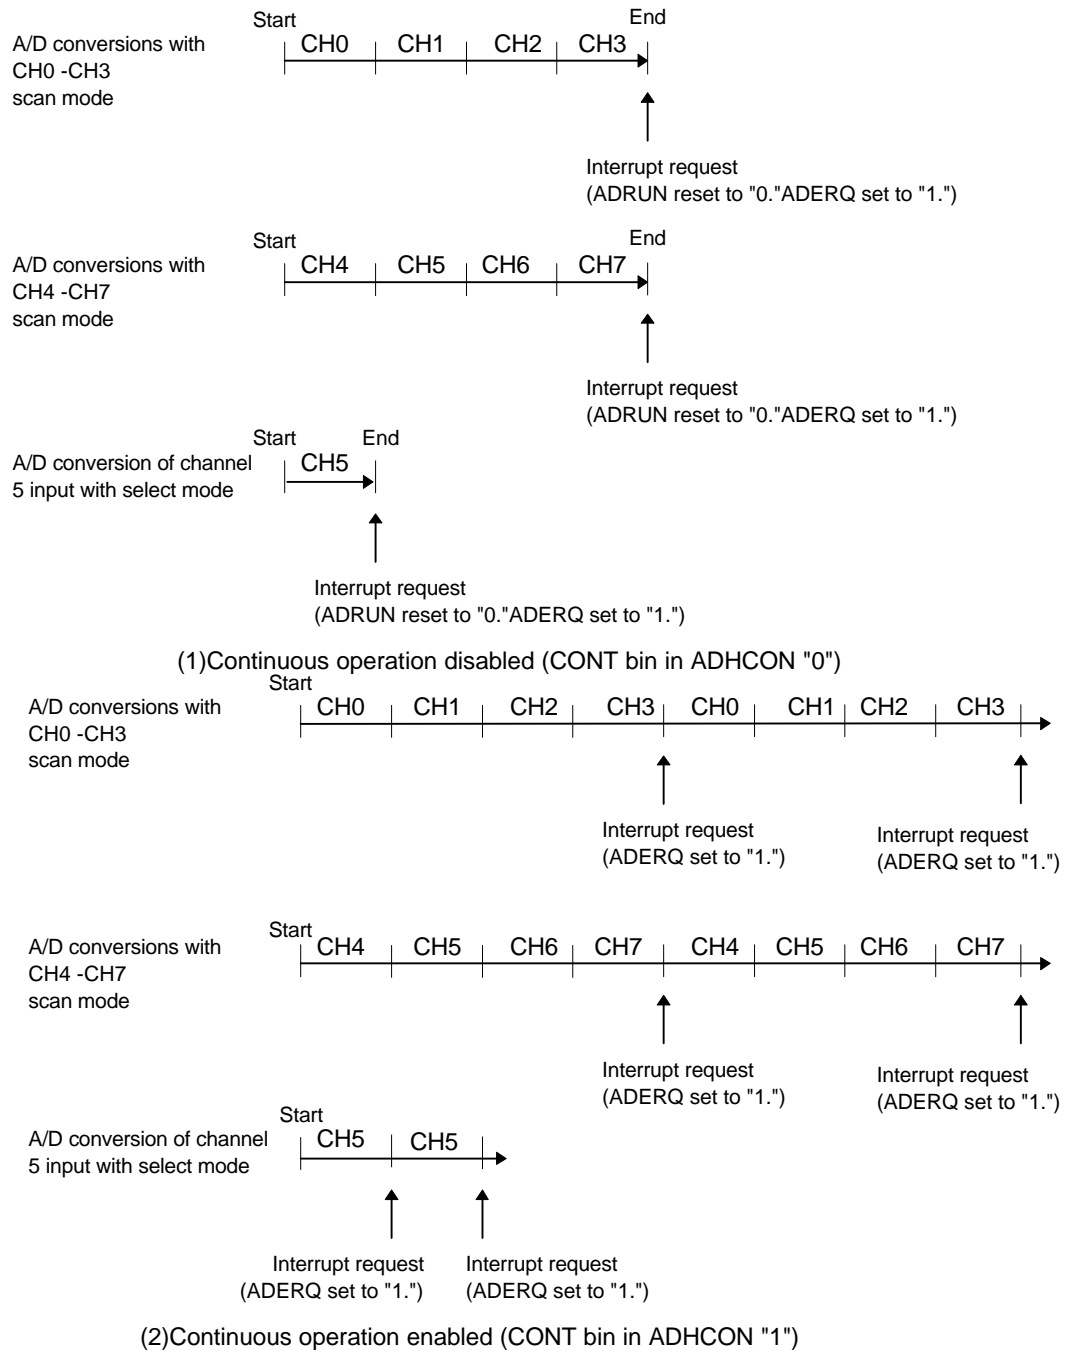 Start
End
A/D conversions with
CH0 -CH3
scan mode
CH0 CH1 CH2 CH3
Interrupt request
(ADRUN reset to "0."ADERQ set to "1.")
Start
End
A/D conversions with
CH4 -CH7
scan mode
CH4 CH5 CH6 CH7
Interrupt request
(ADRUN reset to "0."ADERQ set to "1.")
Start End
A/D conversion of channel
5 input with select mode
CH5
Interrupt request
(ADRUN reset to "0."ADERQ set to "1.")
(1)Continuous operation disabled (CONT bin in ADHCON "0")
Start
A/D conversions with
CH0 -CH3
scan mode
CH0 CH1 CH2 CH3 CH0 CH1 CH2 CH3
Interrupt request
(ADERQ set to "1.")
Interrupt request
(ADERQ set to "1.")
Start
A/D conversions with
CH4 -CH7
scan mode
CH4 CH5 CH6 CH7 CH4 CH5 CH6 CH7
Interrupt request
(ADERQ set to "1.")
Interrupt request
(ADERQ set to "1.")
Start
A/D conversion of channel
5 input with select mode
CH5 CH5
Interrupt request
(ADERQ set to "1.")
Interrupt request
(ADERQ set to "1.")
(2)Continuous operation enabled (CONT bin in ADHCON "1")